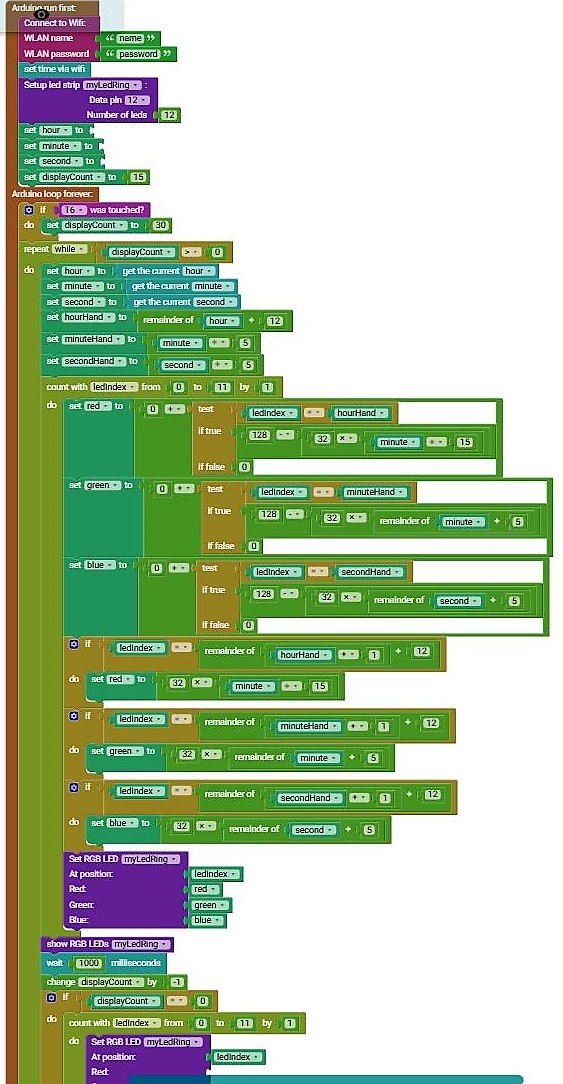 Arduino run first:
Connect to Wifi:
WLAN name “ name ”
WLAN password “ password ”
set time via wifi
Setup led strip myLedRing :
Data pin 12
Number of leds 12
set hour to
set minute to
set second to
set displayCount to 15
Arduino loop forever:
if T6 was touched?
do set displayCount to 30
repeat while displayCount > 0
do set hour to get the current hour
set minute to get the current minute
set second to get the current second
set hourHand to remainder of hour ÷ 12
set minuteHand to minute ÷ 5
set secondHand to second ÷ 5
count with ledIndex from 0 to 11 by 1
do set red to 0 + test ledIndex = hourHand
if true 128 - 32 × minute ÷ 15
if false 0
set green to 0 + test ledIndex = minuteHand
if true 128 - 32 × remainder of minute ÷ 5
if false 0
set blue to 0 + test ledIndex = secondHand
if true 128 - 32 × remainder of second ÷ 5
if false 0
if ledIndex = remainder of hourHand + 1 ÷ 12
do set red to 32 × minute ÷ 15
if ledIndex = remainder of minuteHand + 1 ÷ 12
do set green to 32 × remainder of minute ÷ 5
if ledIndex = remainder of secondHand + 1 ÷ 12
do set blue to 32 × remainder of second ÷ 5
Set RGB LED myLedRing
At position: ledIndex
Red: red
Green: green
Blue: blue
show RGB LEDs myLedRing
wait 1000 milliseconds
change displayCount by -1
if displayCount = 0
do count with ledIndex from 0 to 11 by 1
do Set RGB LED myLedRing
At position: ledIndex
Red: